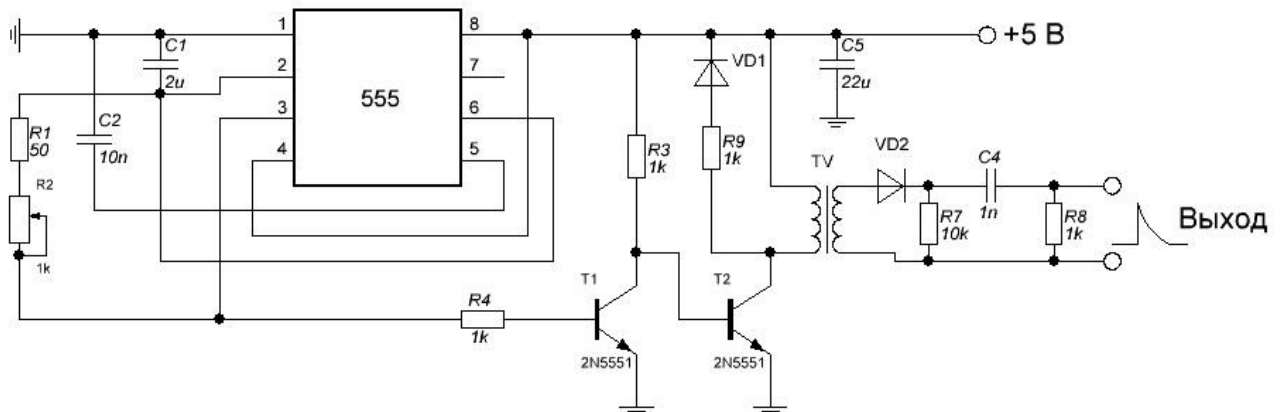 1
8
+5 В
C1
2u
VD1
C5
22u
2
7
555
3
6
C2
10n
R1
50
4
5
R3
1k
R9
1k
VD2
C4
1n
TV
R2
1k
R7
10k
R8
1k
Выход
T1
T2
R4
1k
2N5551
2N5551